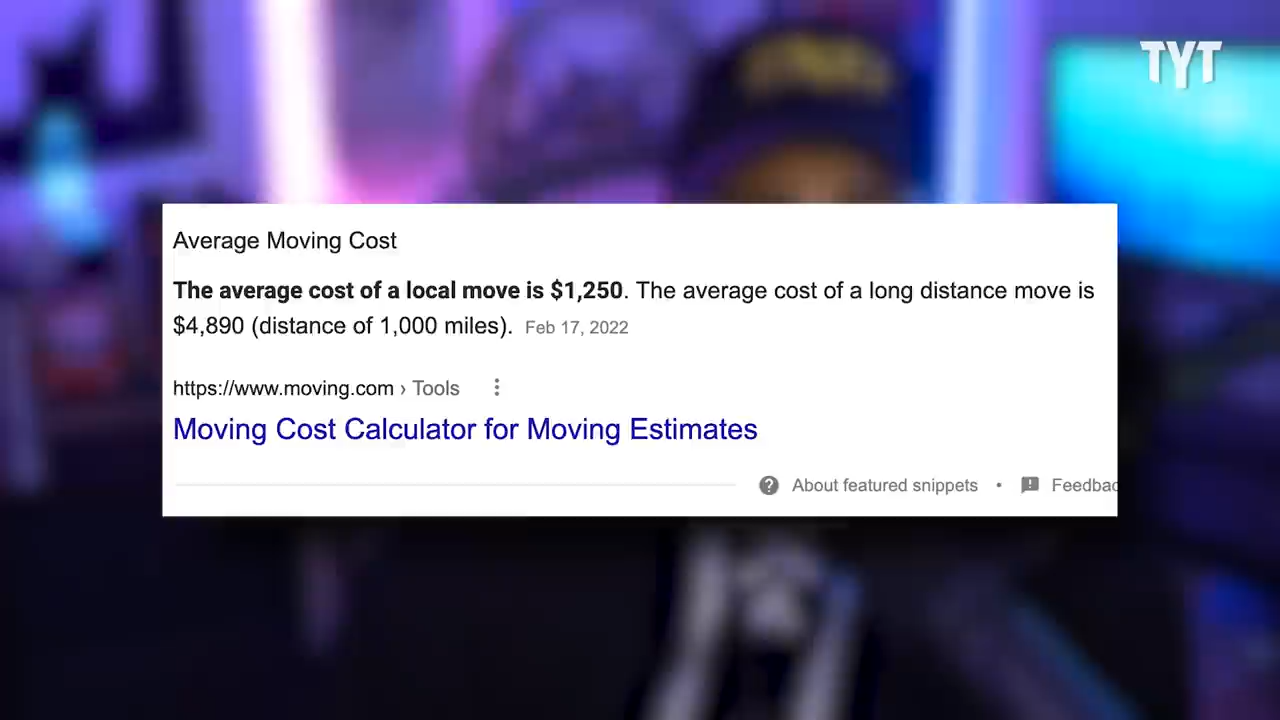 TYT
Average Moving Cost
The average cost of a local move is $1,250. The average cost of a long distance move is
$4,890 (distance of 1,000 miles). Feb 17, 2022
https://www.moving.com › Tools
Moving Cost Calculator for Moving Estimates
About featured snippets • Feedbac